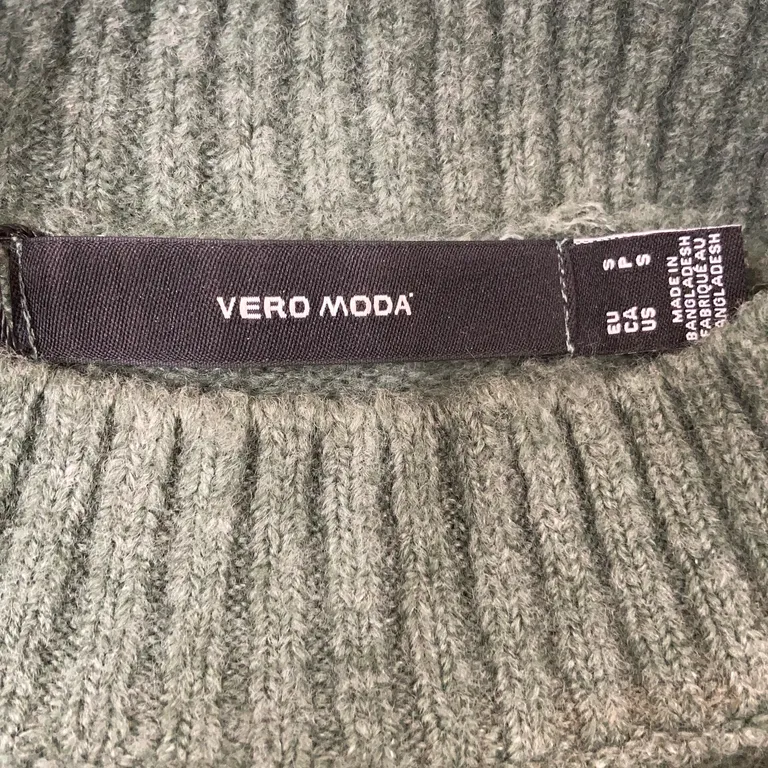 VERO MODA
EU S
CA P
US S
MADE IN
BANGLADESH
FABRIQUÉ AU
BANGLADESH